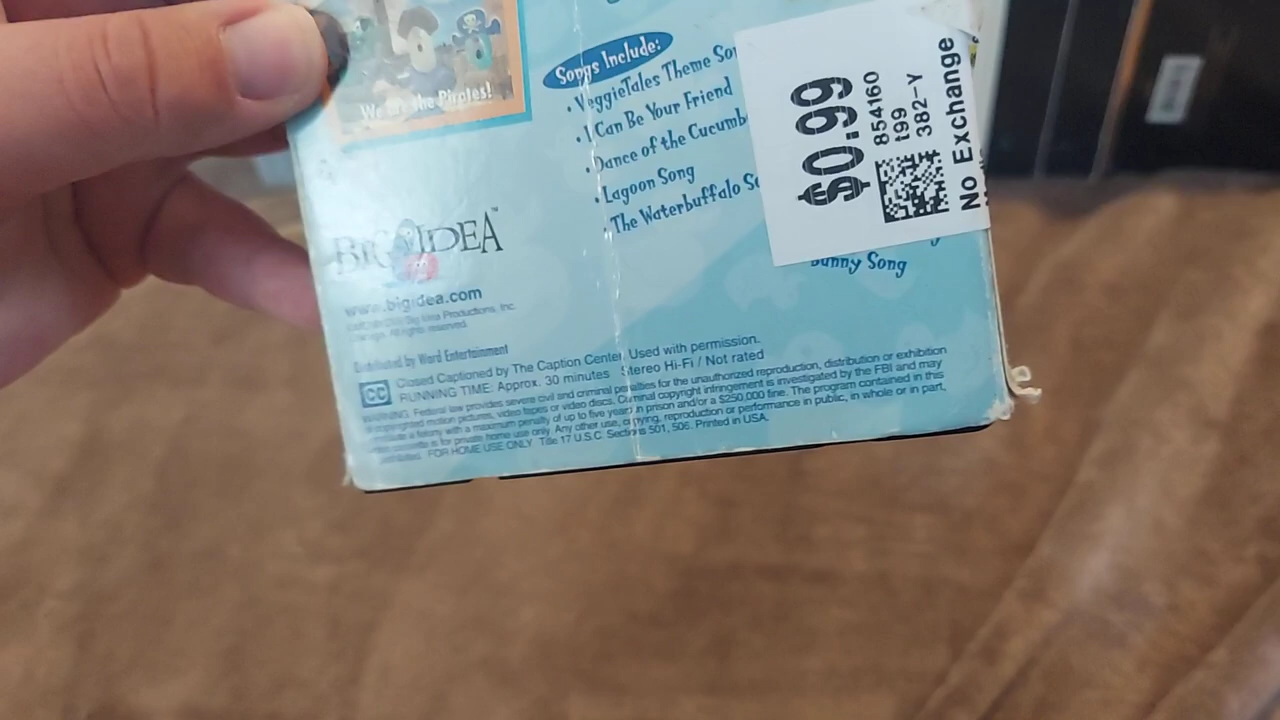 We are the Pirates!
Songs Include:
• VeggieTales Theme So
• I Can Be Your Friend
• Dance of the Cucumb
• Lagoon Song
• The Waterbuffalo S
Bunny Song
$0.99
854160
t99
382-Y
No Exchange
BIG IDEA™
www.bigidea.com
Big Idea Productions, Inc.
rights reserved.
Distributed by Word Entertainment
CC
Closed Captioned by The Caption Center Used with permission.
RUNNING TIME: Approx. 30 minutes Stereo Hi-Fi / Not rated
WARNING: Federal law provides severe civil and criminal penalties for the unauthorized reproduction, distribution or exhibition
of copyrighted motion pictures, video tapes or video discs. Criminal copyright infringement is investigated by the FBI and may
constitute a felony with a maximum penalty of up to five years in prison and/or a $250,000 fine. The program contained in this
cassette is for private home use only. Any other use, copying, reproduction or performance in public, in whole or in part,
prohibited. FOR HOME USE ONLY Title 17 U.S.C. Sections 501, 506. Printed in USA.